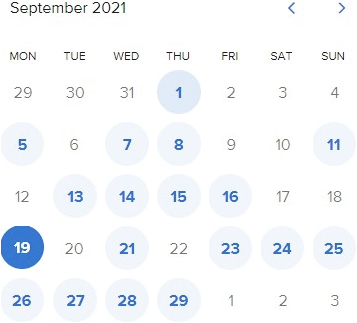 September 2021
MON TUE WED THU FRI SAT SUN
29 30 31 1 2 3 4
5 6 7 8 9 10 11
12 13 14 15 16 17 18
19 20 21 22 23 24 25
26 27 28 29 1 2 3